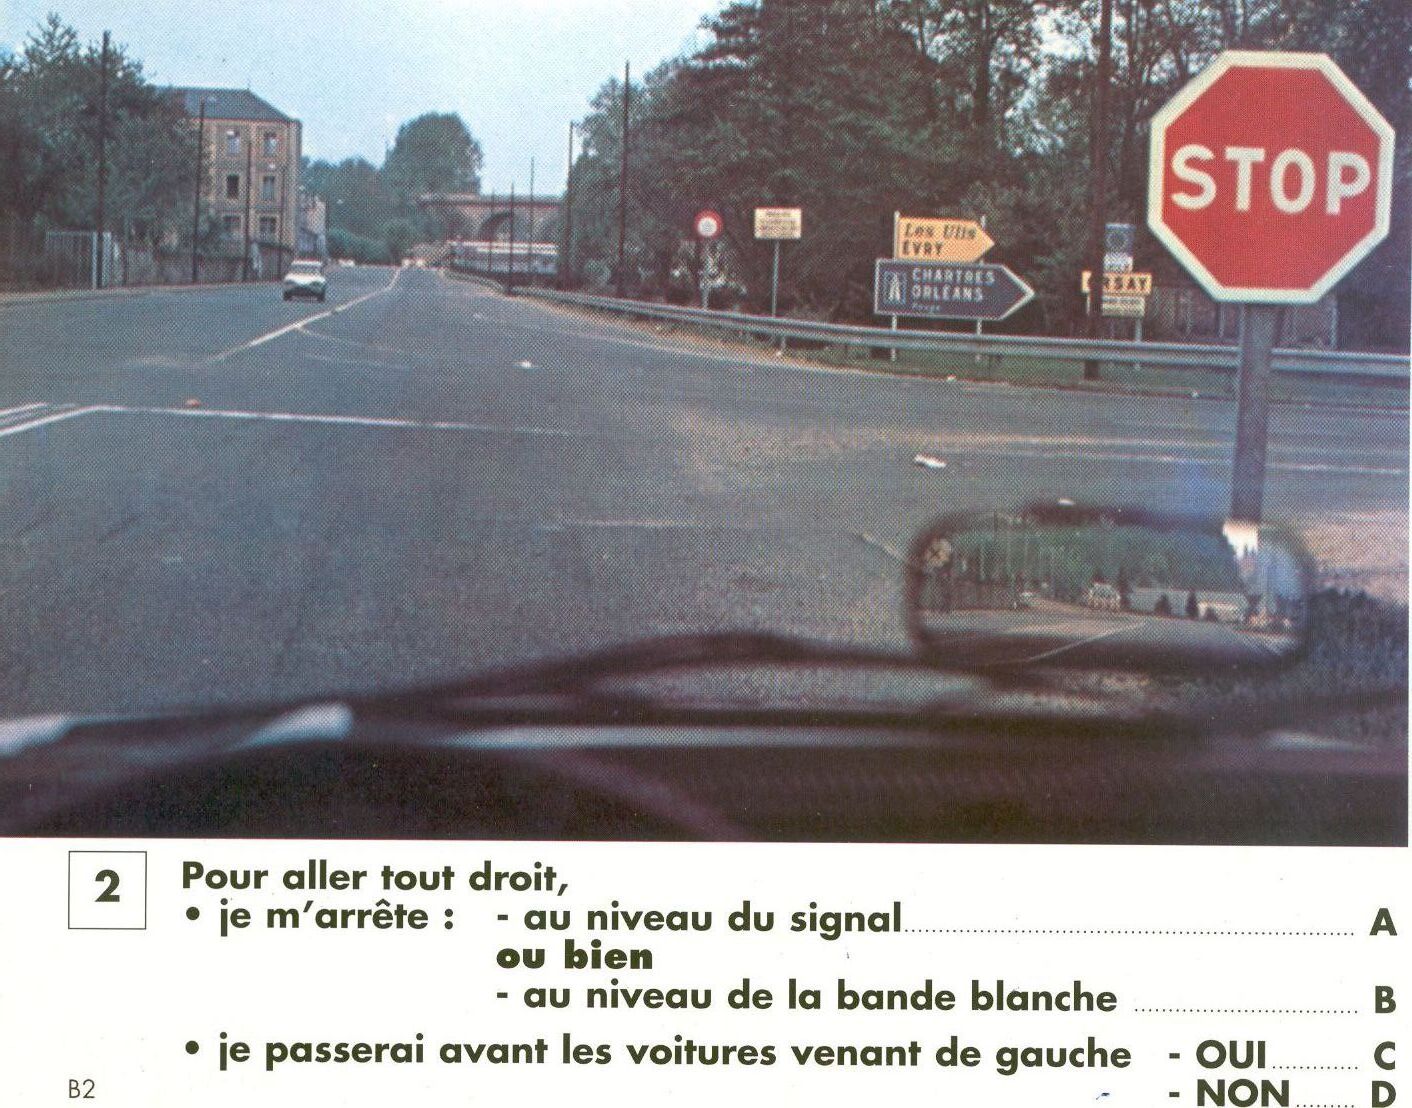 STOP
Les Ulis
EVRY
CHARTRES
ORLEANS
RSAY
2
Pour aller tout droit,
• je m'arrête : - au niveau du signal A
ou bien
- au niveau de la bande blanche B
• je passerai avant les voitures venant de gauche - OUI C
- NON D
B2